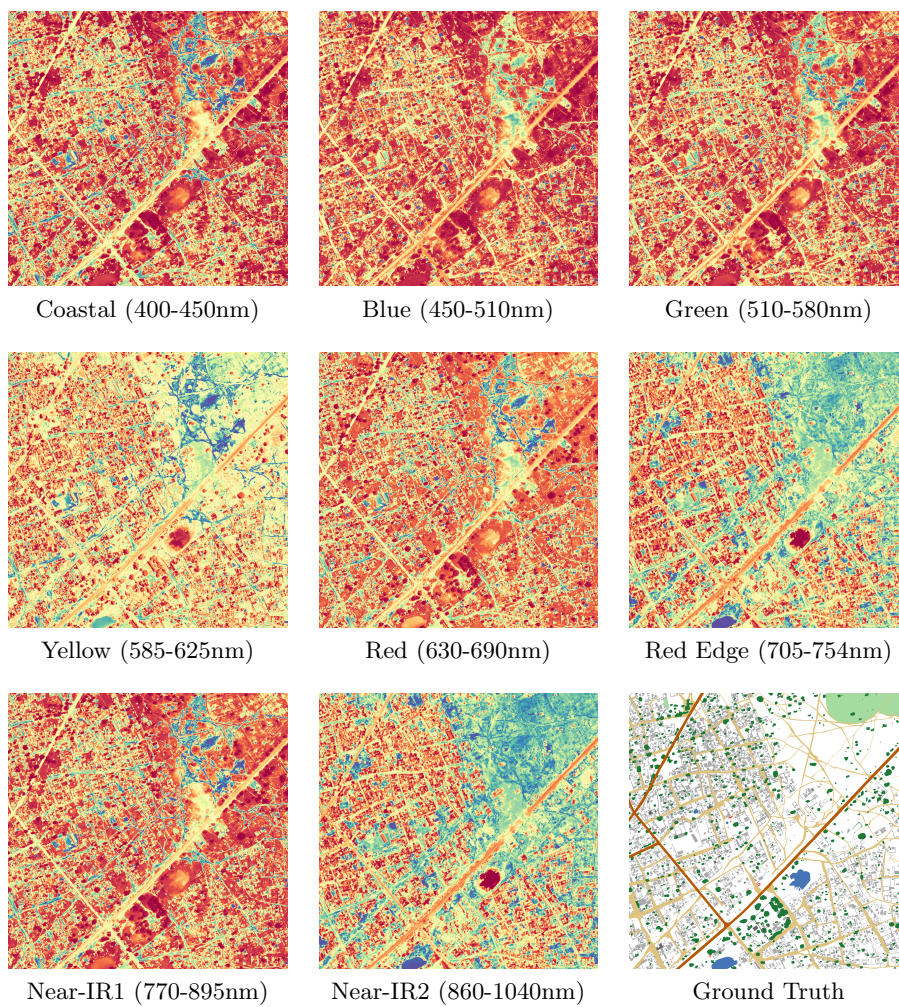 Coastal (400-450nm)
Blue (450-510nm)
Green (510-580nm)
Yellow (585-625nm)
Red (630-690nm)
Red Edge (705-754nm)
Near-IR1 (770-895nm)
Near-IR2 (860-1040nm)
Ground Truth